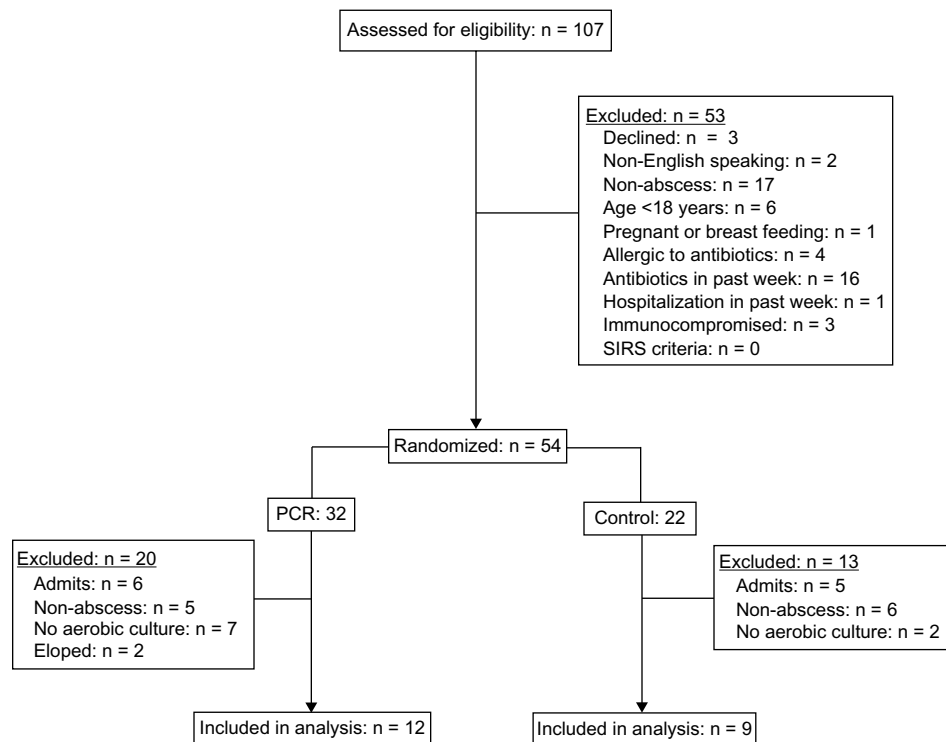 Assessed for eligibility: n = 107
Excluded: n = 53
Declined: n = 3
Non-English speaking: n = 2
Non-abscess: n = 17
Age <18 years: n = 6
Pregnant or breast feeding: n = 1
Allergic to antibiotics: n = 4
Antibiotics in past week: n = 16
Hospitalization in past week: n = 1
Immunocompromised: n = 3
SIRS criteria: n = 0
Randomized: n = 54
PCR: 32
Control: 22
Excluded: n = 20
Admits: n = 6
Non-abscess: n = 5
No aerobic culture: n = 7
Eloped: n = 2
Excluded: n = 13
Admits: n = 5
Non-abscess: n = 6
No aerobic culture: n = 2
Included in analysis: n = 12
Included in analysis: n = 9